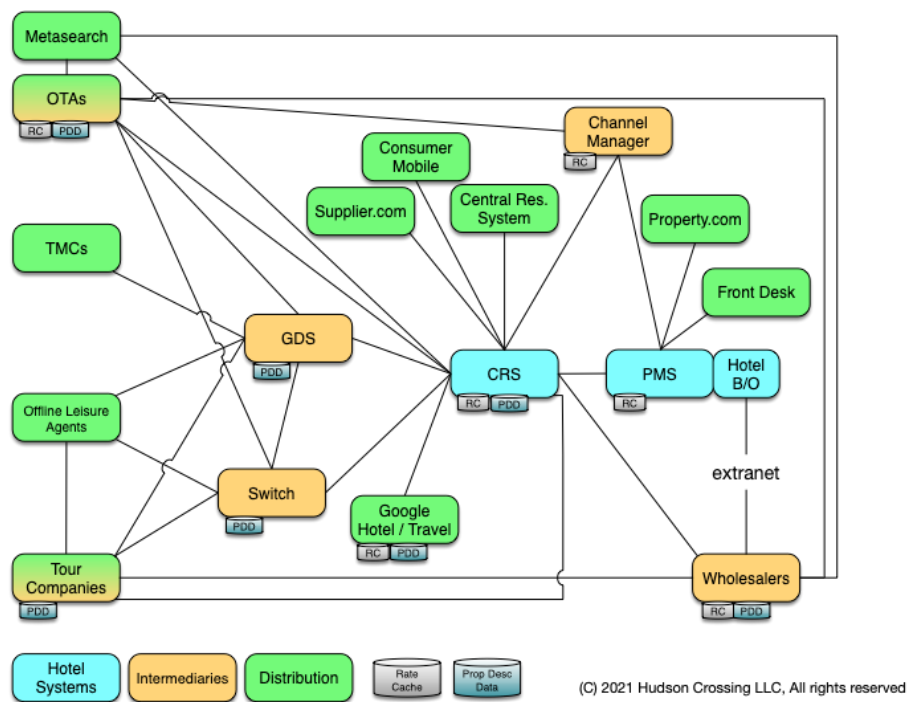 Metasearch
OTAs
RC
PDD
Channel
Manager
RC
Consumer
Mobile
Supplier.com
Central Res.
System
Property.com
TMCs
Front Desk
GDS
PDD
CRS
RC
PDD
PMS
RC
Hotel
B/O
Offline Leisure
Agents
extranet
Switch
PDD
Google
Hotel / Travel
RC
PDD
Tour
Companies
PDD
Wholesalers
RC
PDD
Hotel
Systems
Intermediaries
Distribution
Rate
Cache
Prop Desc
Data
(C) 2021 Hudson Crossing LLC, All rights reserved